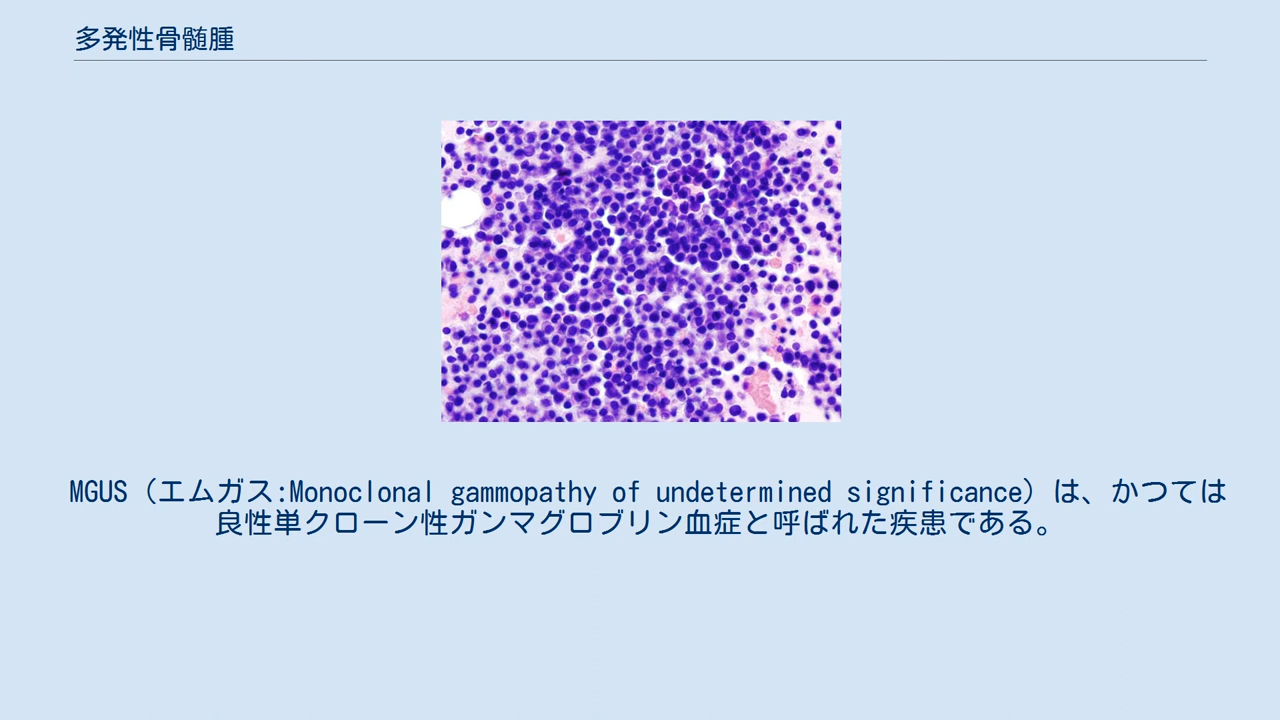 多発性骨髄腫
MGUS（エムガス:Monoclonal gammopathy of undetermined significance）は、かつては
良性単クローン性ガンマグロブリン血症と呼ばれた疾患である。